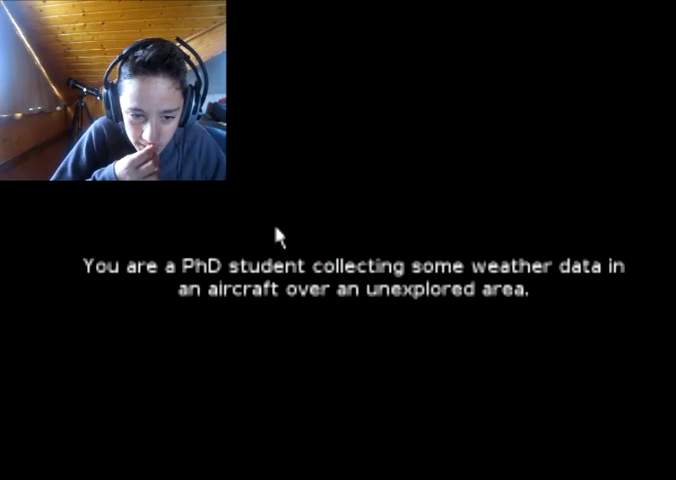 You are a PhD student collecting some weather data in
an aircraft over an unexplored area.